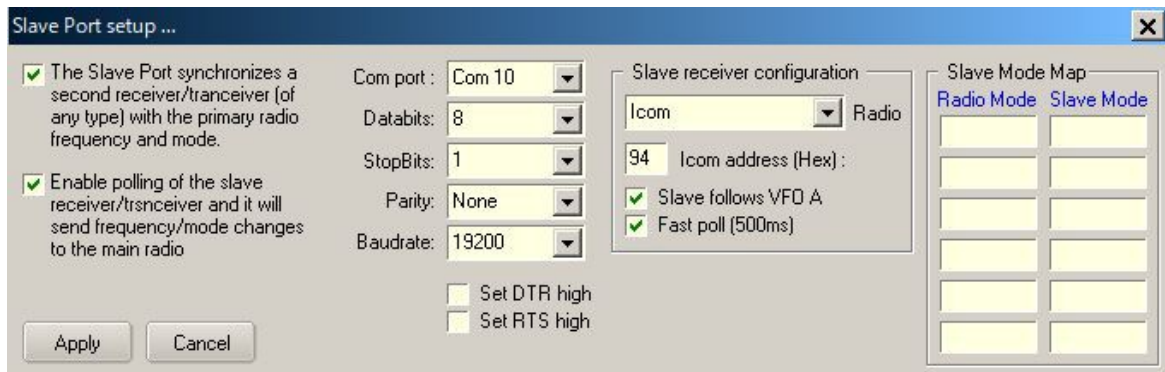 Slave Port setup ...
The Slave Port synchronizes a
second receiver/tranceiver (of
any type) with the primary radio
frequency and mode.
Enable polling of the slave
receiver/trsnceiver and it will
send frequency/mode changes
to the main radio
Apply
Cancel
Com port : Com 10
Databits: 8
StopBits: 1
Parity: None
Baudrate: 19200
Set DTR high
Set RTS high
Slave receiver configuration
Icom Radio
94 Icom address (Hex) :
Slave follows VFO A
Fast poll (500ms)
Slave Mode Map
Radio Mode Slave Mode